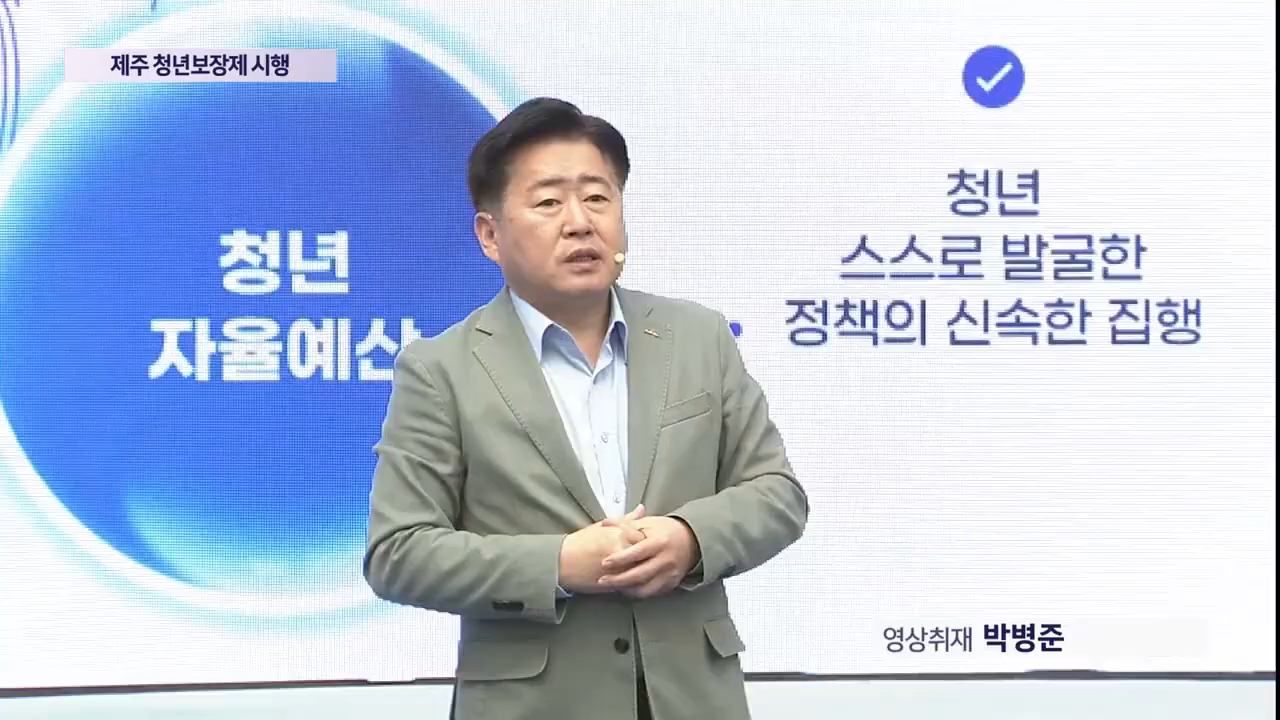 제주 청년보장제 시행
청년
자율예산
청년
스스로 발굴한
정책의 신속한 집행
영상취재 박병준